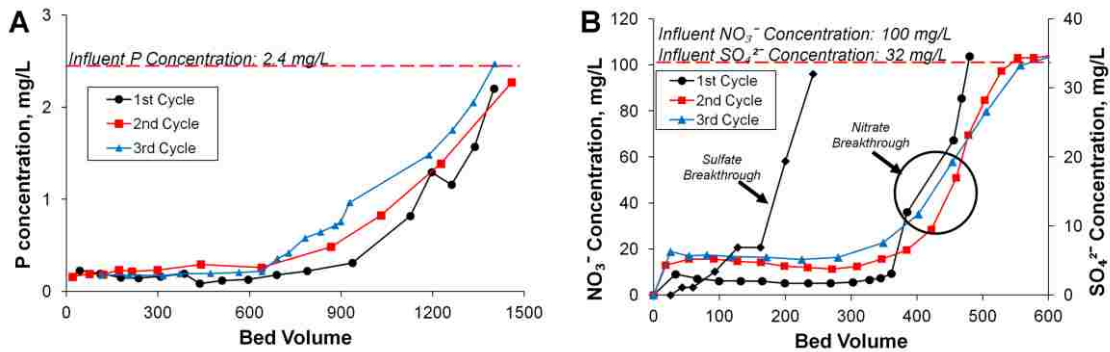 A
3
2
1
0
P concentration, mg/L
Influent P Concentration: 2.4 mg/L
1st Cycle
2nd Cycle
3rd Cycle
0 300 600 900 1200 1500
Bed Volume
B
120
100
80
60
40
20
0
NO₃⁻ Concentration, mg/L
Influent NO₃⁻ Concentration: 100 mg/L
Influent SO₄²⁻ Concentration: 32 mg/L
1st Cycle
2nd Cycle
3rd Cycle
Sulfate
Breakthrough
Nitrate
Breakthrough
40
30
20
10
0
SO₄²⁻ Concentration, mg/L
0 100 200 300 400 500 600
Bed Volume